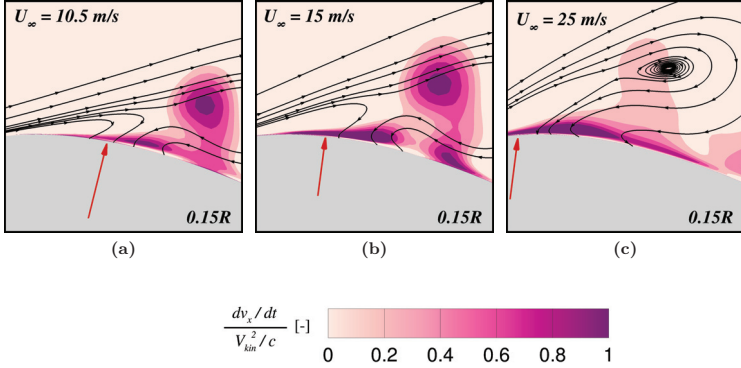 U∞ = 10.5 m/s
0.15R
(a)
U∞ = 15 m/s
0.15R
(b)
U∞ = 25 m/s
0.15R
(c)
dvx/dt
Vkin²/c
[-]
0 0.2 0.4 0.6 0.8 1